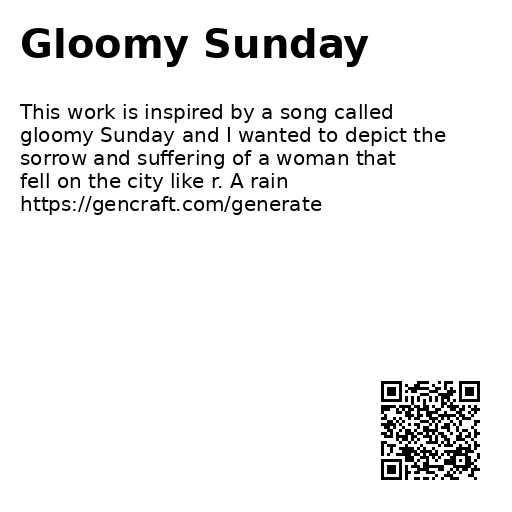 Gloomy Sunday
This work is inspired by a song called
gloomy Sunday and I wanted to depict the
sorrow and suffering of a woman that
fell on the city like r. A rain
https://gencraft.com/generate